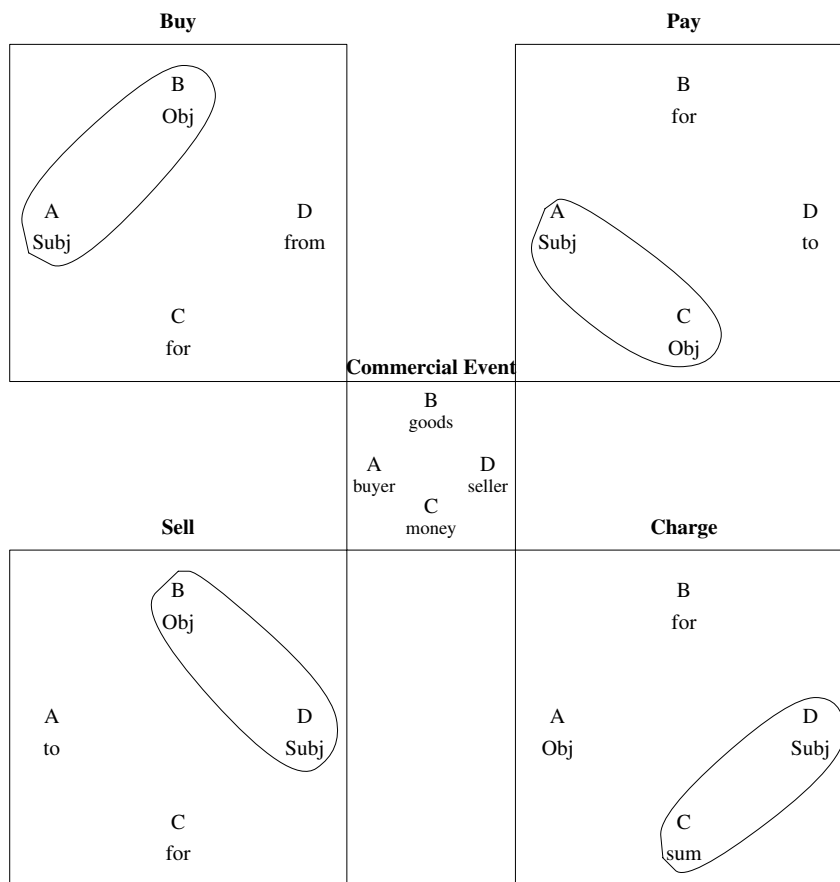 Buy
Pay
B
Obj
A
Subj
D
from
C
for
B
for
A
Subj
D
to
C
Obj
Commercial Event
B
goods
A
buyer
D
seller
C
money
Sell
Charge
B
Obj
A
to
D
Subj
C
for
B
for
A
Obj
D
Subj
C
sum